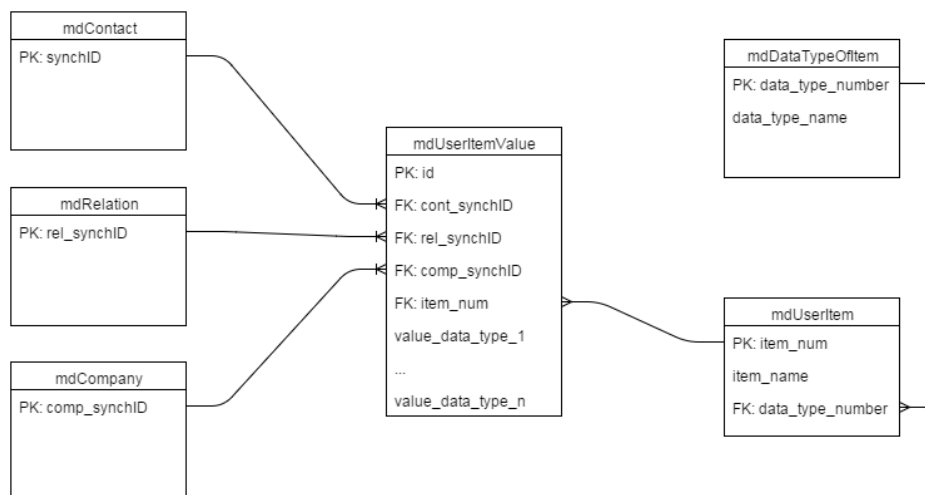 mdContact
PK: synchID
mdRelation
PK: rel_synchID
mdCompany
PK: comp_synchID
mdUserItemValue
PK: id
FK: cont_synchID
FK: rel_synchID
FK: comp_synchID
FK: item_num
value_data_type_1
...
value_data_type_n
mdDataTypeOfItem
PK: data_type_number
data_type_name
mdUserItem
PK: item_num
item_name
FK: data_type_number